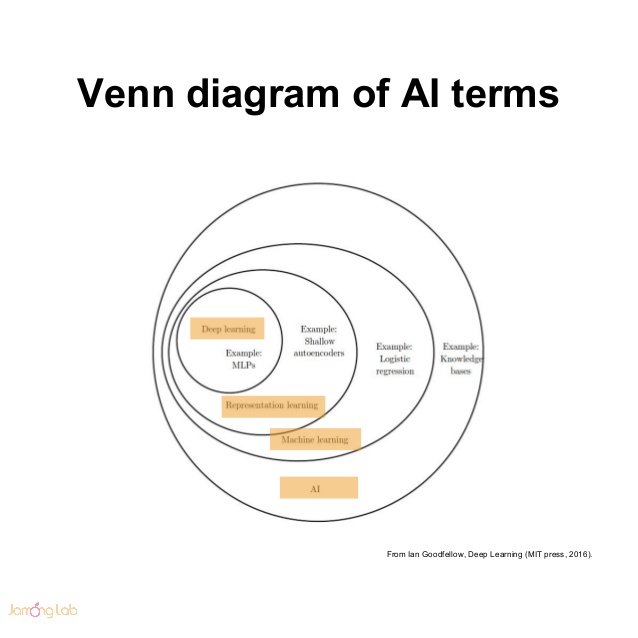 Venn diagram of AI terms
Deep learning
Example:
MLPs
Example:
Shallow
autoencoders
Example:
Logistic
regression
Example:
Knowledge
bases
Representation learning
Machine learning
AI
From Ian Goodfellow, Deep Learning (MIT press, 2016).
Jamong Lab